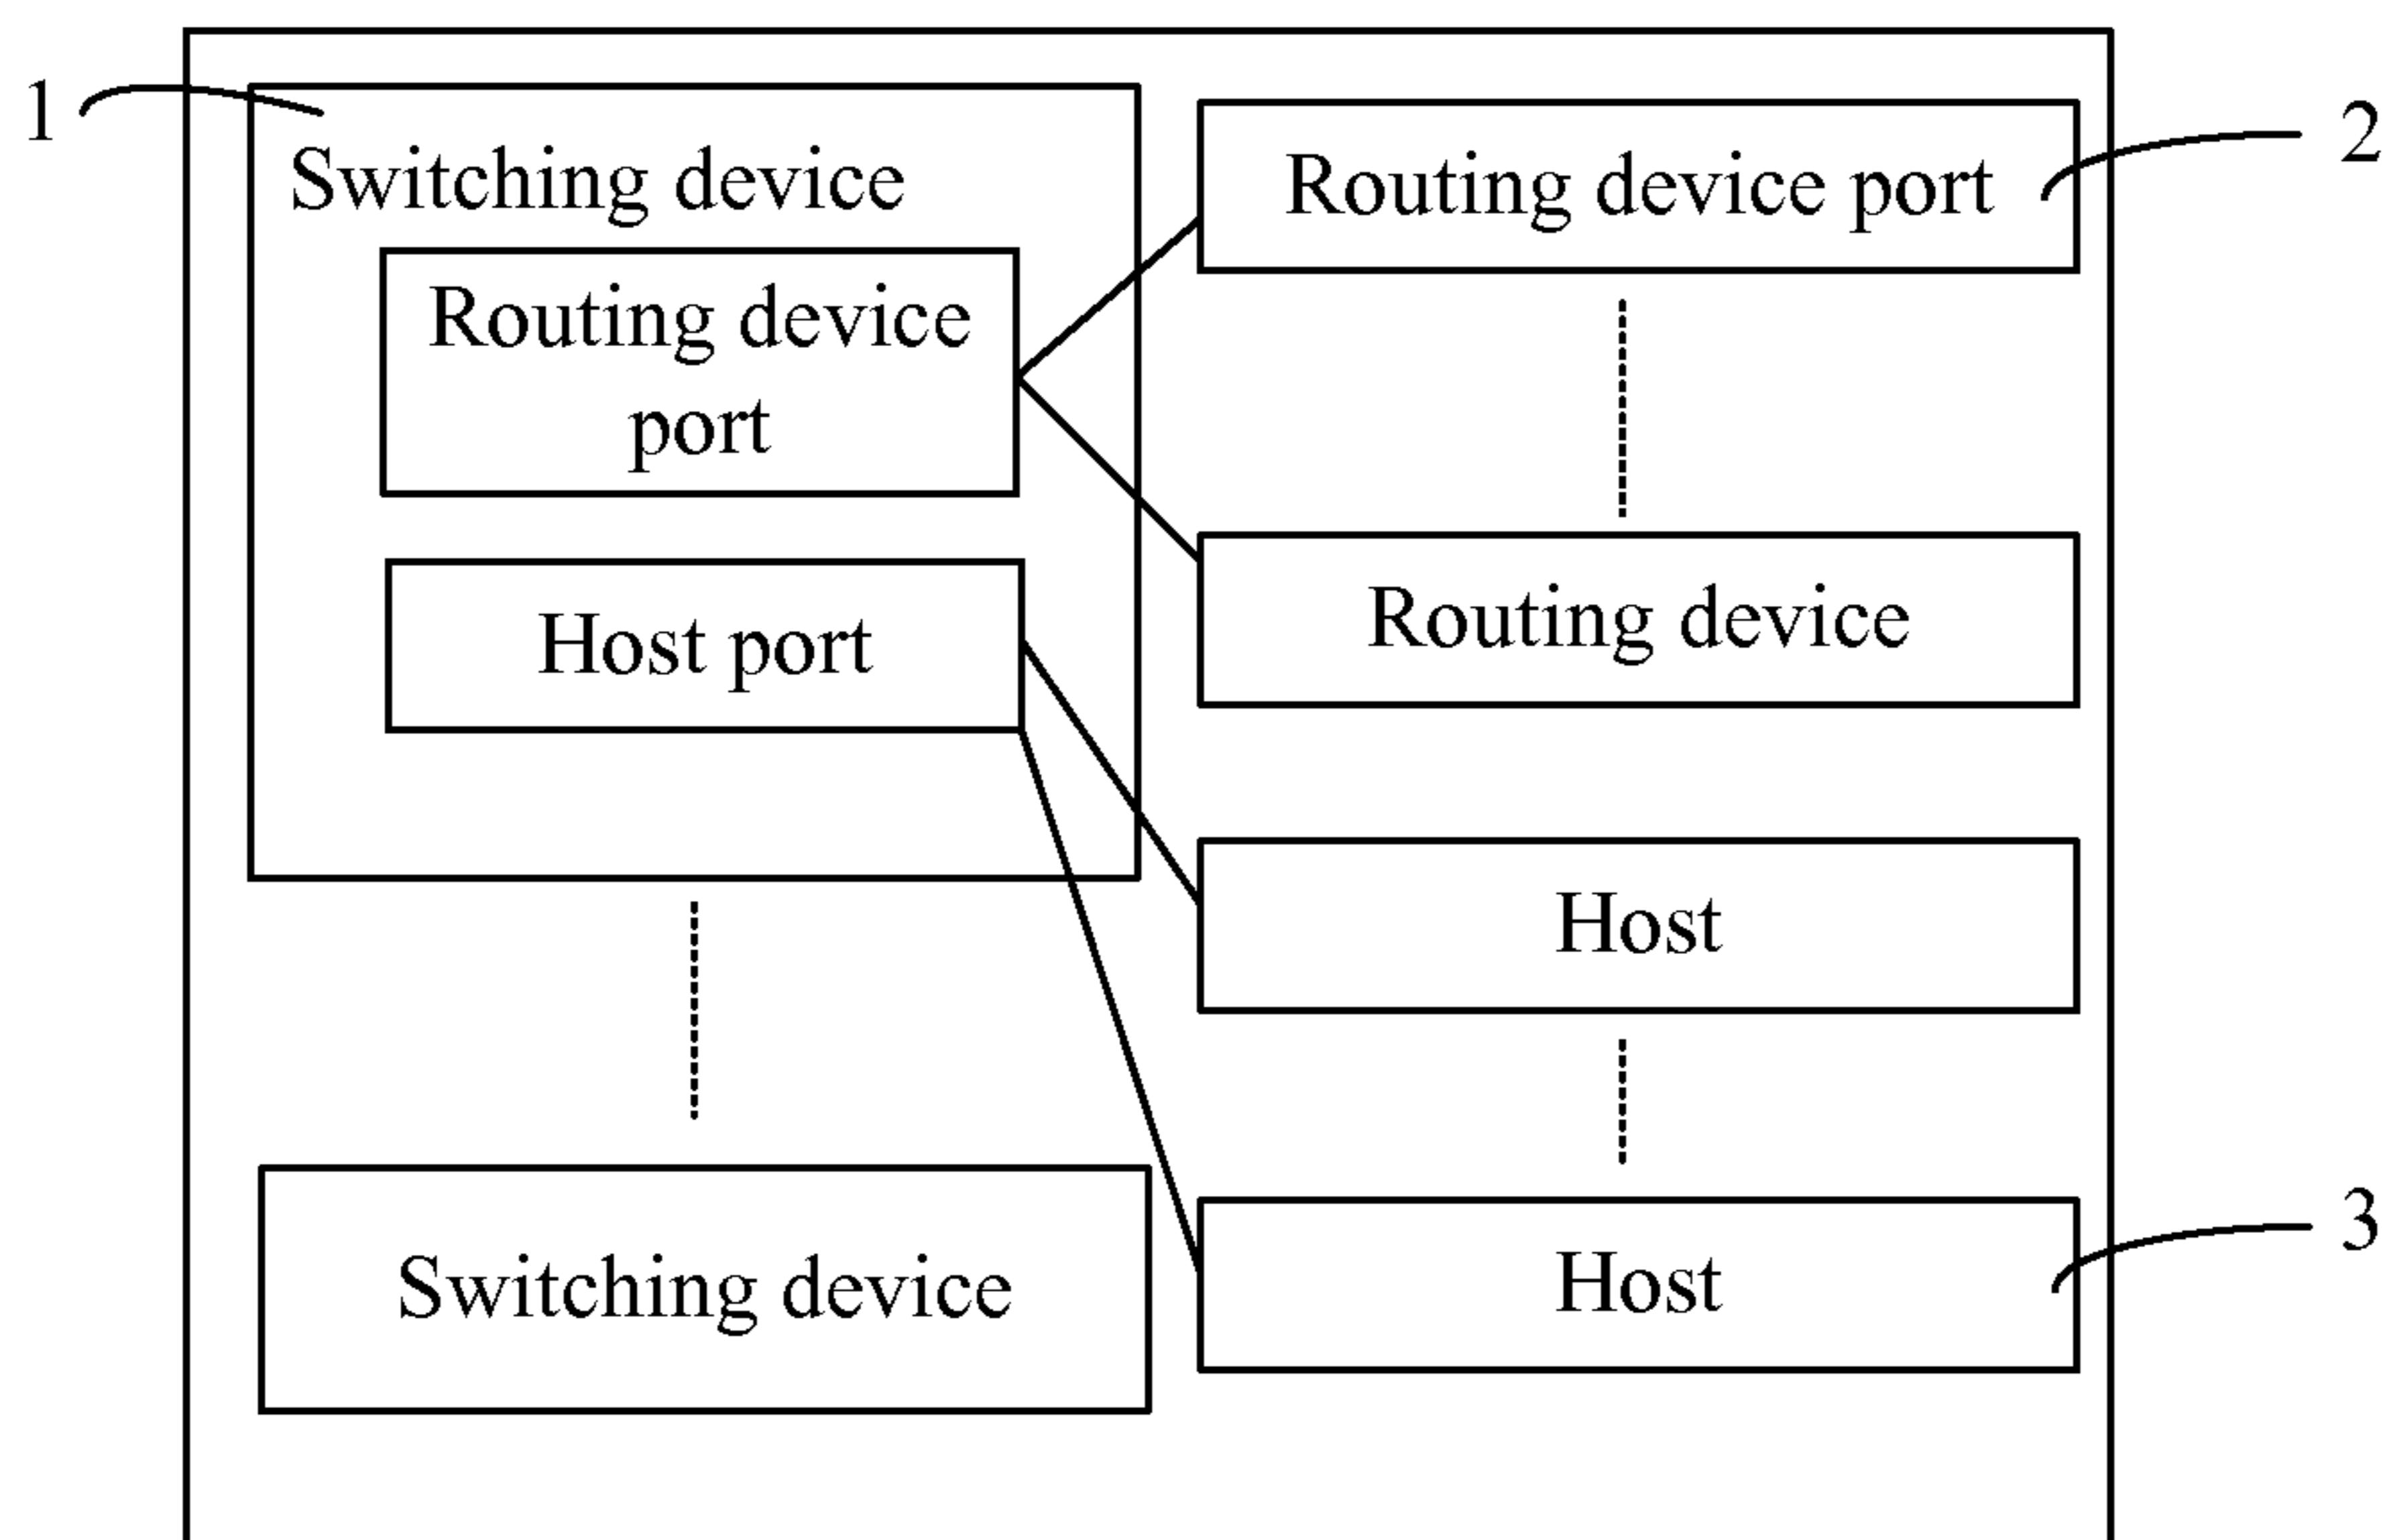 1
Switching device
Routing device
port
Host port
Switching device
Routing device port
2
Routing device
Host
Host
3